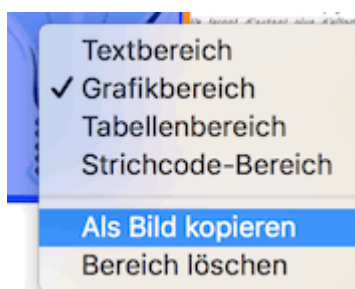 Textbereich
✓ Grafikbereich
Tabellenbereich
Strichcode-Bereich
Als Bild kopieren
Bereich löschen